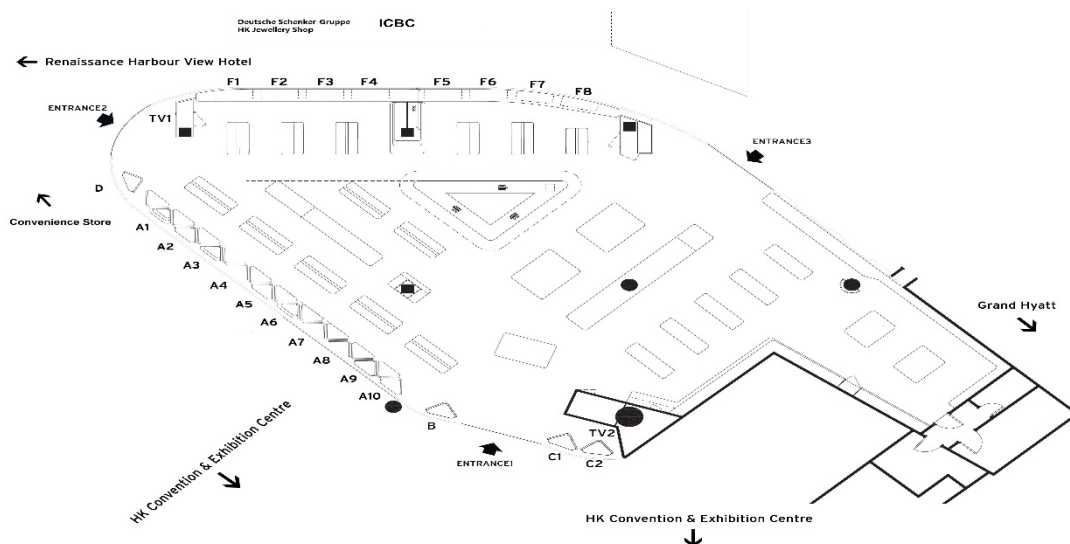 Deutsche Schenker Gruppe
HK Jewellery Shop
ICBC
Renaissance Harbour View Hotel
F1 F2 F3 F4 F5 F6 F7 F8
ENTRANCE2
TV1
ENTRANCE3
D
Convenience Store
A1
A2
A3
A4
A5
A6
A7
A8
A9
A10
Grand Hyatt
B
TV2
C1
C2
ENTRANCE1
HK Convention & Exhibition Centre
HK Convention & Exhibition Centre